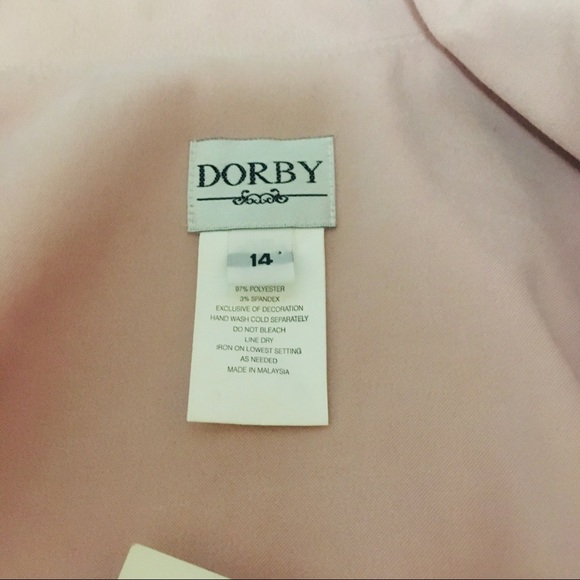 DORBY
14
97% POLYESTER
3% SPANDEX
EXCLUSIVE OF DECORATION
HAND WASH COLD SEPARATELY
DO NOT BLEACH
LINE DRY
IRON ON LOWEST SETTING
AS NEEDED
MADE IN MALAYSIA